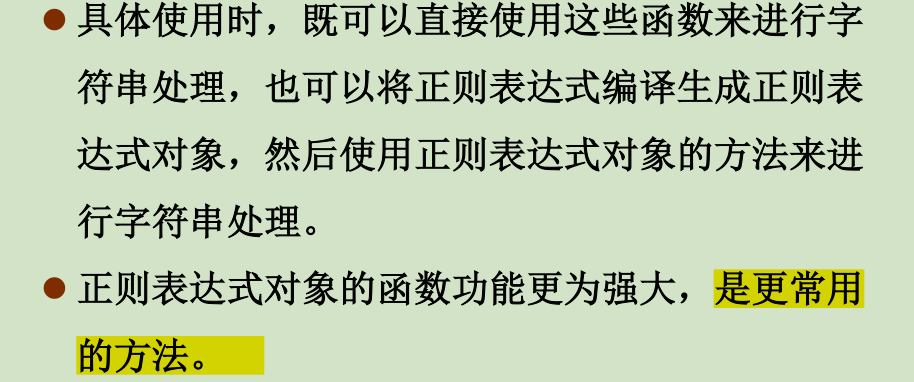 ● 具体使用时，既可以直接使用这些函数来进行字
符串处理，也可以将正则表达式编译生成正则表
达式对象，然后使用正则表达式对象的方法来进
行字符串处理。
● 正则表达式对象的函数功能更为强大，是更常用
的方法。